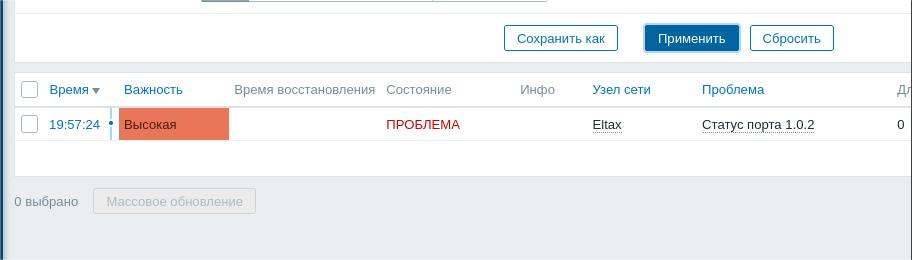 Сохранить как Применить Сбросить
Время Важность Время восстановления Состояние Инфо Узел сети Проблема
19:57:24 Высокая ПРОБЛЕМА Eltax Статус порта 1.0.2 0
0 выбрано Массовое обновление